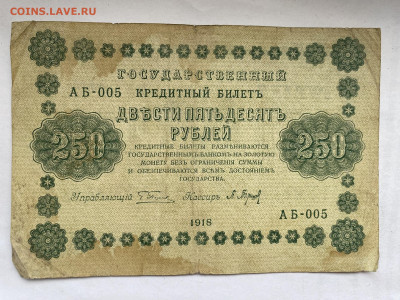 COINS.LAVE.RU
ГОСУДАРСТВЕННЫЙ
АБ-005 КРЕДИТНЫЙ БИЛЕТЪ
ДВѢСТИ ПЯТЬДЕСЯТЪ
РУБЛЕЙ
250 250
КРЕДИТНЫЕ БИЛЕТЫ РАЗМѢНИВАЮТСЯ
ГОСУДАРСТВЕННЫМЪ БАНКОМЪ НА ЗОЛОТУЮ
МОНЕТУ БЕЗЪ ОГРАНИЧЕНІЯ СУММЫ
И ОБЕЗПЕЧИВАЮТСЯ ВСѢМЪ ДОСТОЯНІЕМЪ
ГОСУДАРСТВА.
Управляющій Кассиръ
АБ-005
1918